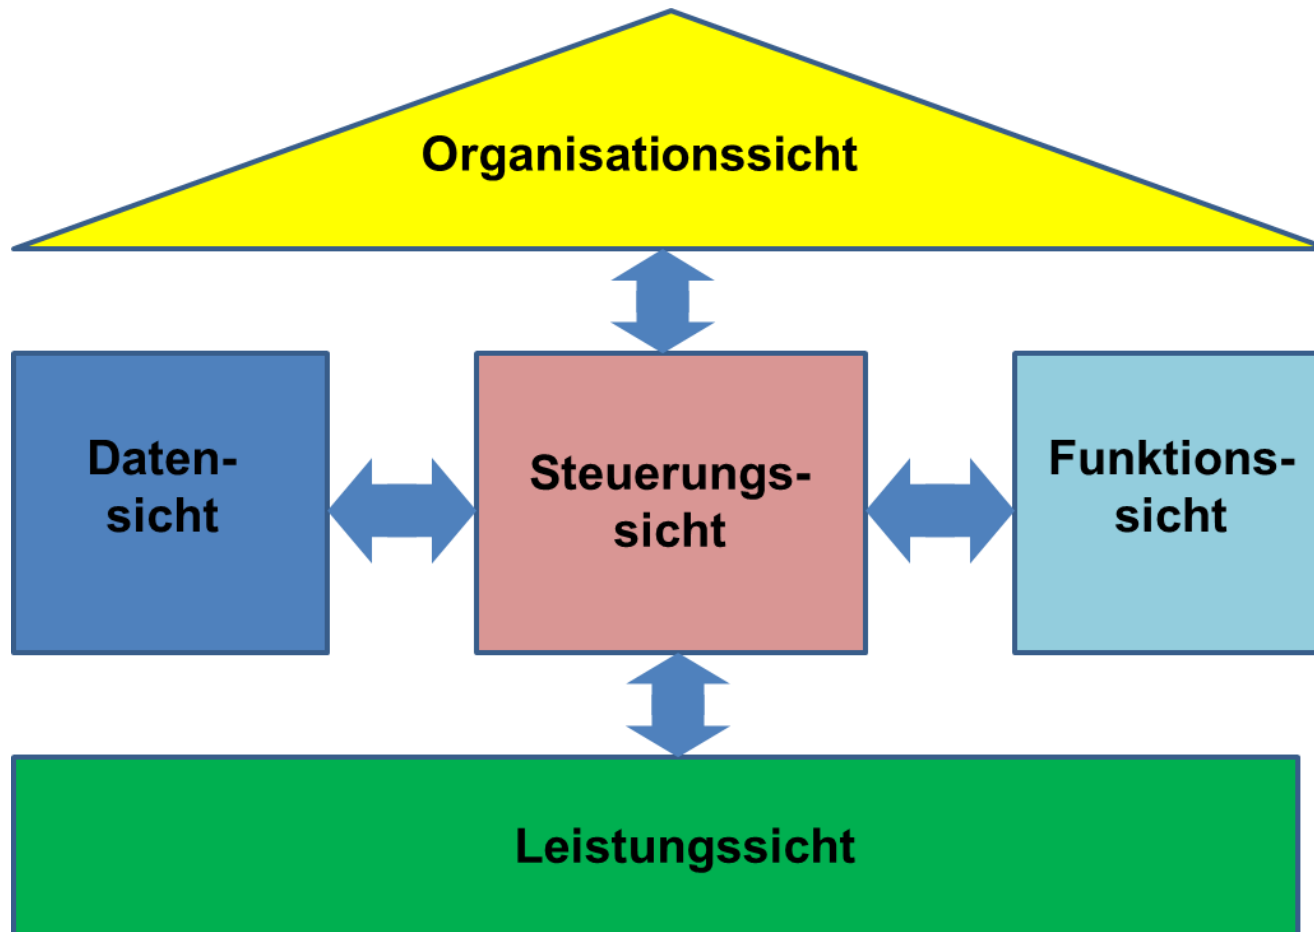 Organisationssicht
Daten-
sicht
Steuerungs-
sicht
Funktions-
sicht
Leistungssicht